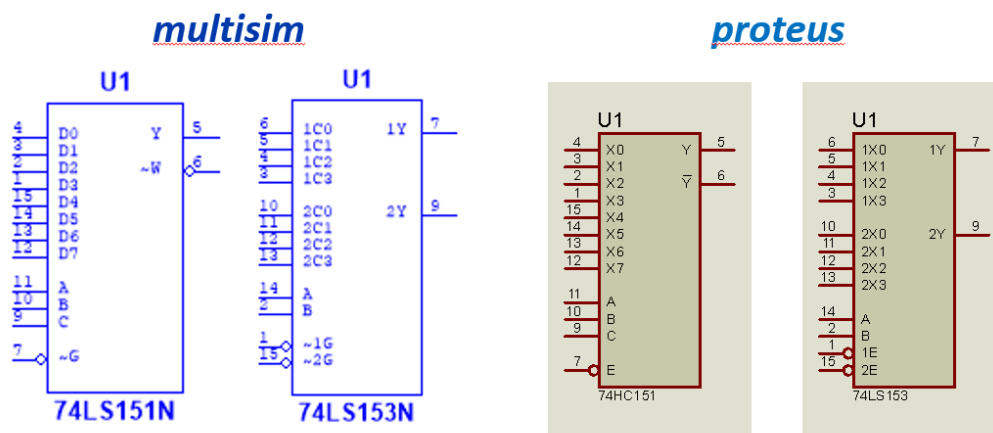 multisim
proteus
U1
4 D0 Y 5
3 D1
2 D2 ~W 6
1 D3
15 D4
14 D5
13 D6
12 D7
11 A
10 B
9 C
7 ~G
74LS151N
U1
6 1C0 1Y 7
5 1C1
4 1C2
3 1C3
10 2C0 2Y 9
11 2C1
12 2C2
13 2C3
14 A
2 B
1 ~1G
15 ~2G
74LS153N
U1
4 X0 Y 5
3 X1
2 X2 Y̅ 6
1 X3
15 X4
14 X5
13 X6
12 X7
11 A
10 B
9 C
7 E
74HC151
U1
6 1X0 1Y 7
5 1X1
4 1X2
3 1X3
10 2X0 2Y 9
11 2X1
12 2X2
13 2X3
14 A
2 B
1 1E
15 2E
74LS153